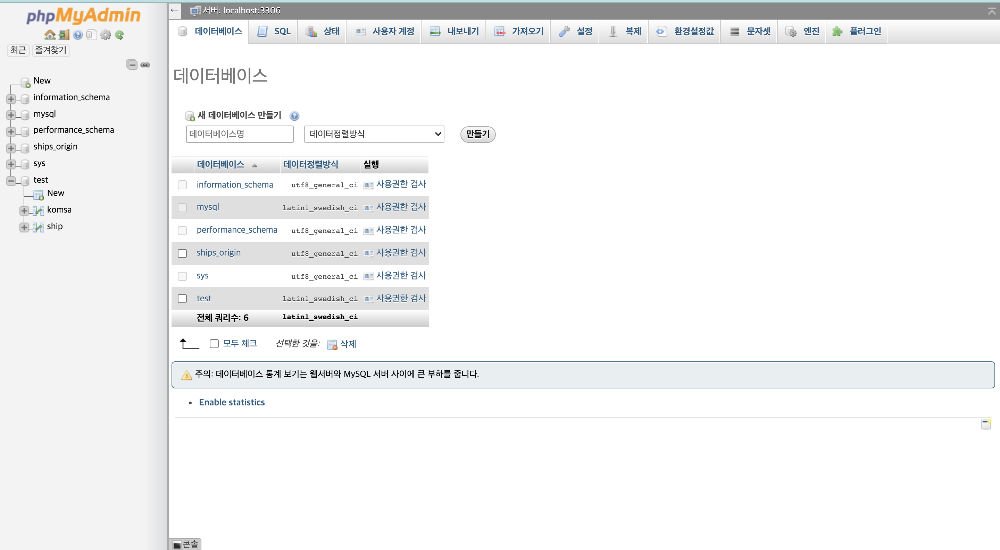 phpMyAdmin
최근 즐겨찾기
New
information_schema
mysql
performance_schema
ships_origin
sys
test
New
komsa
ship
← 서버: localhost:3306
데이터베이스 SQL 상태 사용자 계정 내보내기 가져오기 설정 복제 환경설정값 문자셋 엔진 플러그인
데이터베이스
새 데이터베이스 만들기
데이터베이스명 데이터정렬방식 만들기
데이터베이스 데이터정렬방식 실행
information_schema utf8_general_ci 사용권한 검사
mysql latin1_swedish_ci 사용권한 검사
performance_schema utf8_general_ci 사용권한 검사
ships_origin utf8_general_ci 사용권한 검사
sys utf8_general_ci 사용권한 검사
test latin1_swedish_ci 사용권한 검사
전체 쿼리수: 6 latin1_swedish_ci
모두 체크 선택한 것을: 삭제
주의: 데이터베이스 통계 보기는 웹서버와 MySQL 서버 사이에 큰 부하를 줍니다.
• Enable statistics
콘솔